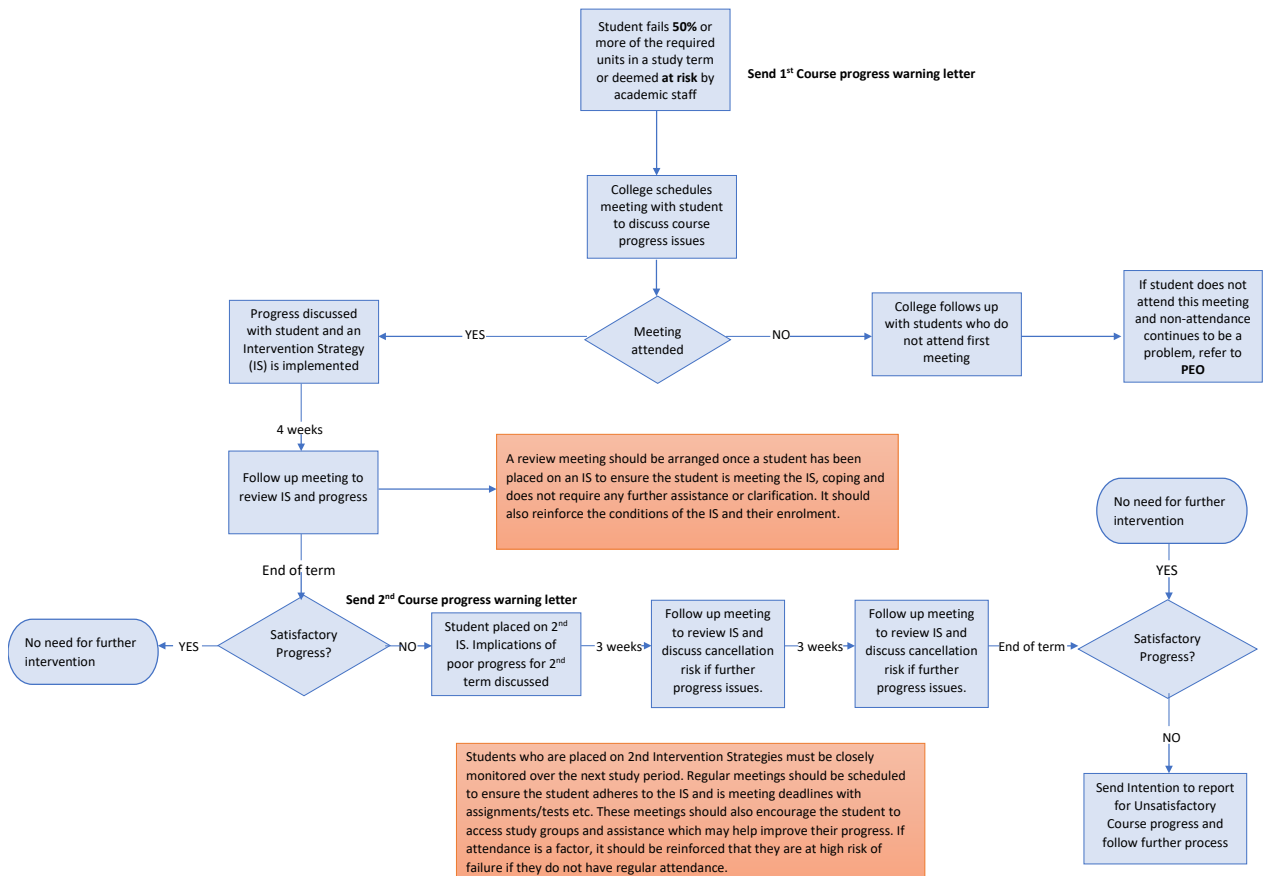 Student fails 50% or
more of the required
units in a study term
or deemed at risk by
academic staff
Send 1st Course progress warning letter
College schedules
meeting with student
to discuss course
progress issues
Progress discussed
with student and an
Intervention Strategy
(IS) is implemented
YES
Meeting
attended
NO
College follows up
with students who do
not attend first
meeting
If student does not
attend this meeting
and non-attendance
continues to be a
problem, refer to
PEO
4 weeks
Follow up meeting to
review IS and progress
A review meeting should be arranged once a student has been
placed on an IS to ensure the student is meeting the IS, coping and
does not require any further assistance or clarification. It should
also reinforce the conditions of the IS and their enrolment.
No need for further
intervention
YES
End of term
Send 2nd Course progress warning letter
No need for further
intervention
YES
Satisfactory
Progress?
NO
Student placed on 2nd
IS. Implications of
poor progress for 2nd
term discussed
3 weeks
Follow up meeting
to review IS and
discuss cancellation
risk if further
progress issues.
3 weeks
Follow up meeting
to review IS and
discuss cancellation
risk if further
progress issues.
End of term
Satisfactory
Progress?
NO
Students who are placed on 2nd Intervention Strategies must be closely
monitored over the next study period. Regular meetings should be scheduled
to ensure the student adheres to the IS and is meeting deadlines with
assignments/tests etc. These meetings should also encourage the student to
access study groups and assistance which may help improve their progress. If
attendance is a factor, it should be reinforced that they are at high risk of
failure if they do not have regular attendance.
Send Intention to report
for Unsatisfactory
Course progress and
follow further process